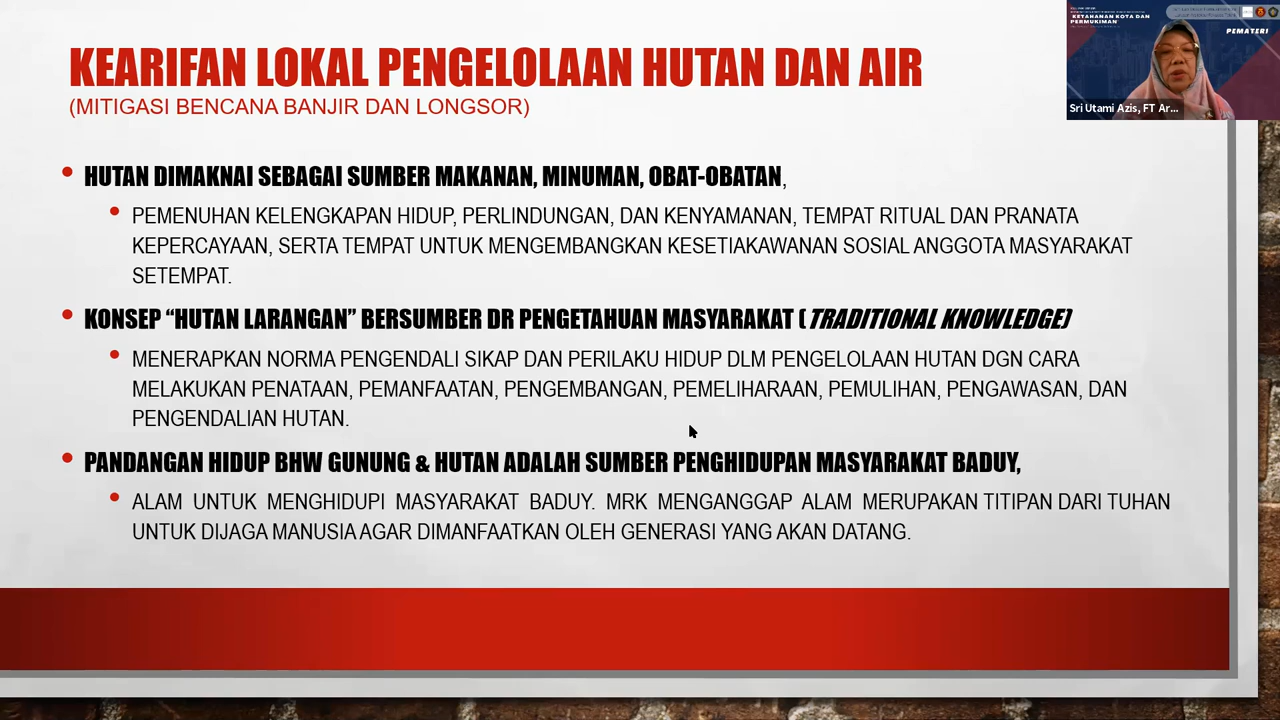 KEARIFAN LOKAL PENGELOLAAN HUTAN DAN AIR
(MITIGASI BENCANA BANJIR DAN LONGSOR)
• HUTAN DIMAKNAI SEBAGAI SUMBER MAKANAN, MINUMAN, OBAT-OBATAN,
• PEMENUHAN KELENGKAPAN HIDUP, PERLINDUNGAN, DAN KENYAMANAN, TEMPAT RITUAL DAN PRANATA
KEPERCAYAAN, SERTA TEMPAT UNTUK MENGEMBANGKAN KESETIAKAWANAN SOSIAL ANGGOTA MASYARAKAT
SETEMPAT.
• KONSEP “HUTAN LARANGAN” BERSUMBER DR PENGETAHUAN MASYARAKAT (TRADITIONAL KNOWLEDGE)
• MENERAPKAN NORMA PENGENDALI SIKAP DAN PERILAKU HIDUP DLM PENGELOLAAN HUTAN DGN CARA
MELAKUKAN PENATAAN, PEMANFAATAN, PENGEMBANGAN, PEMELIHARAAN, PEMULIHAN, PENGAWASAN, DAN
PENGENDALIAN HUTAN.
• PANDANGAN HIDUP BHW GUNUNG & HUTAN ADALAH SUMBER PENGHIDUPAN MASYARAKAT BADUY,
• ALAM UNTUK MENGHIDUPI MASYARAKAT BADUY. MRK MENGANGGAP ALAM MERUPAKAN TITIPAN DARI TUHAN
UNTUK DIJAGA MANUSIA AGAR DIMANFAATKAN OLEH GENERASI YANG AKAN DATANG.
KETAHANAN KOTA DAN
PERMUKIMAN
PEMATERI
Sri Utami Azis, FT Ar...